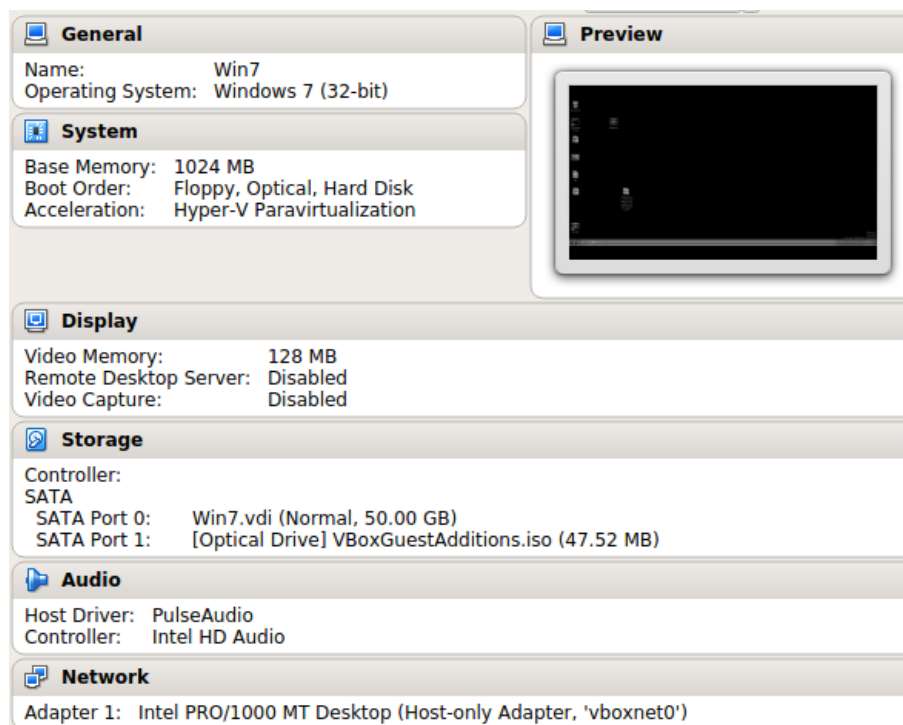 General
Name: Win7
Operating System: Windows 7 (32-bit)
Preview
System
Base Memory: 1024 MB
Boot Order: Floppy, Optical, Hard Disk
Acceleration: Hyper-V Paravirtualization
Display
Video Memory: 128 MB
Remote Desktop Server: Disabled
Video Capture: Disabled
Storage
Controller:
SATA
SATA Port 0: Win7.vdi (Normal, 50.00 GB)
SATA Port 1: [Optical Drive] VBoxGuestAdditions.iso (47.52 MB)
Audio
Host Driver: PulseAudio
Controller: Intel HD Audio
Network
Adapter 1: Intel PRO/1000 MT Desktop (Host-only Adapter, 'vboxnet0')